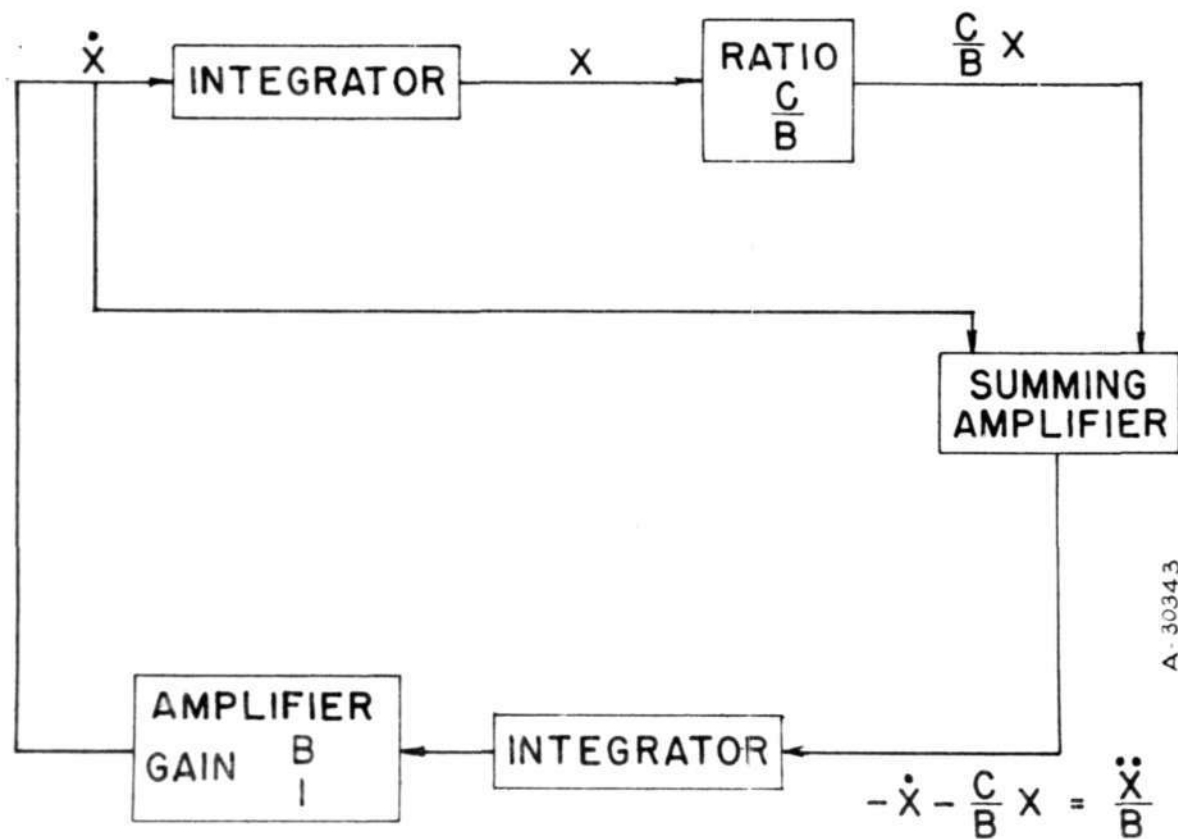 Ẋ
INTEGRATOR
X
RATIO
C/B
C/B X
SUMMING
AMPLIFIER
A-30343
AMPLIFIER
GAIN B/1
INTEGRATOR
-Ẋ - C/B X = Ẍ/B